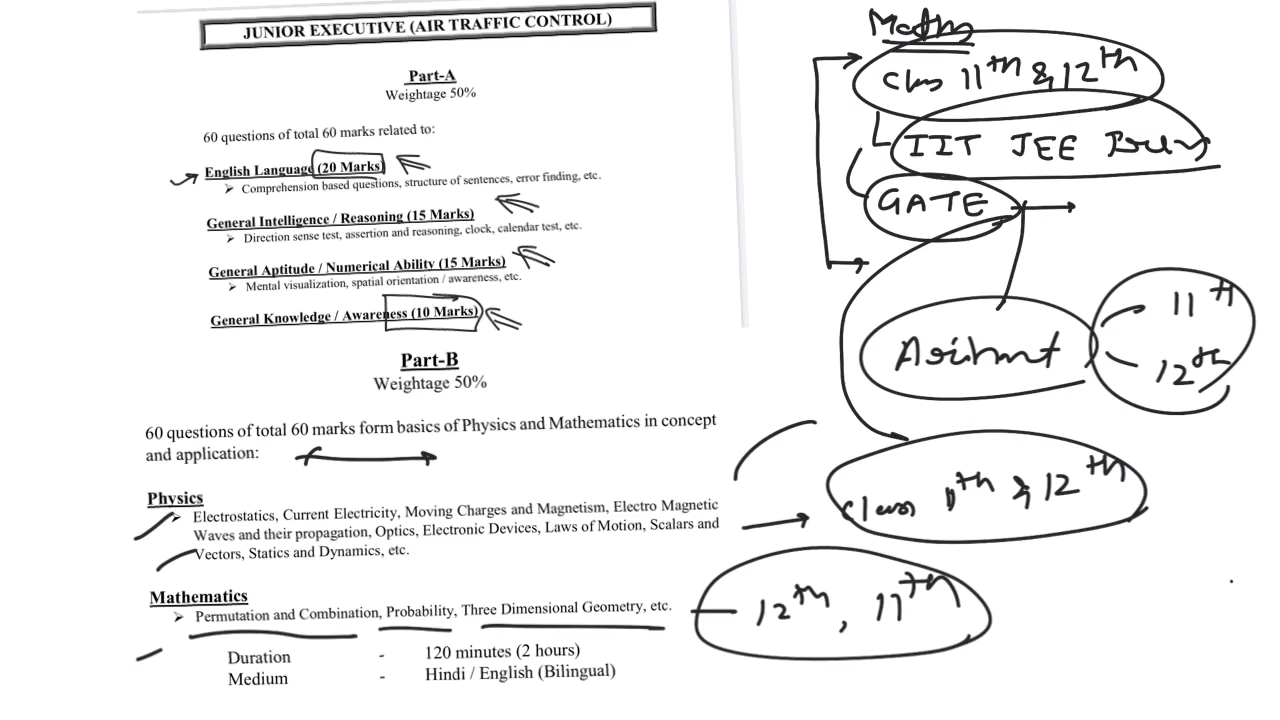 JUNIOR EXECUTIVE (AIR TRAFFIC CONTROL)
Part-A
Weightage 50%
60 questions of total 60 marks related to:
English Language (20 Marks)
➢ Comprehension based questions, structure of sentences, error finding, etc.
General Intelligence / Reasoning (15 Marks)
➢ Direction sense test, assertion and reasoning, clock, calendar test, etc.
General Aptitude / Numerical Ability (15 Marks)
➢ Mental visualization, spatial orientation / awareness, etc.
General Knowledge / Awareness (10 Marks)
Part-B
Weightage 50%
60 questions of total 60 marks form basics of Physics and Mathematics in concept
and application:
Physics
➢ Electrostatics, Current Electricity, Moving Charges and Magnetism, Electro Magnetic
Waves and their propagation, Optics, Electronic Devices, Laws of Motion, Scalars and
Vectors, Statics and Dynamics, etc.
Mathematics
➢ Permutation and Combination, Probability, Three Dimensional Geometry, etc.
Duration - 120 minutes (2 hours)
Medium - Hindi / English (Bilingual)
Maths
Class 11th & 12th
IIT JEE
GATE
Arihant
11th
12th
Class 11th & 12th
12th, 11th